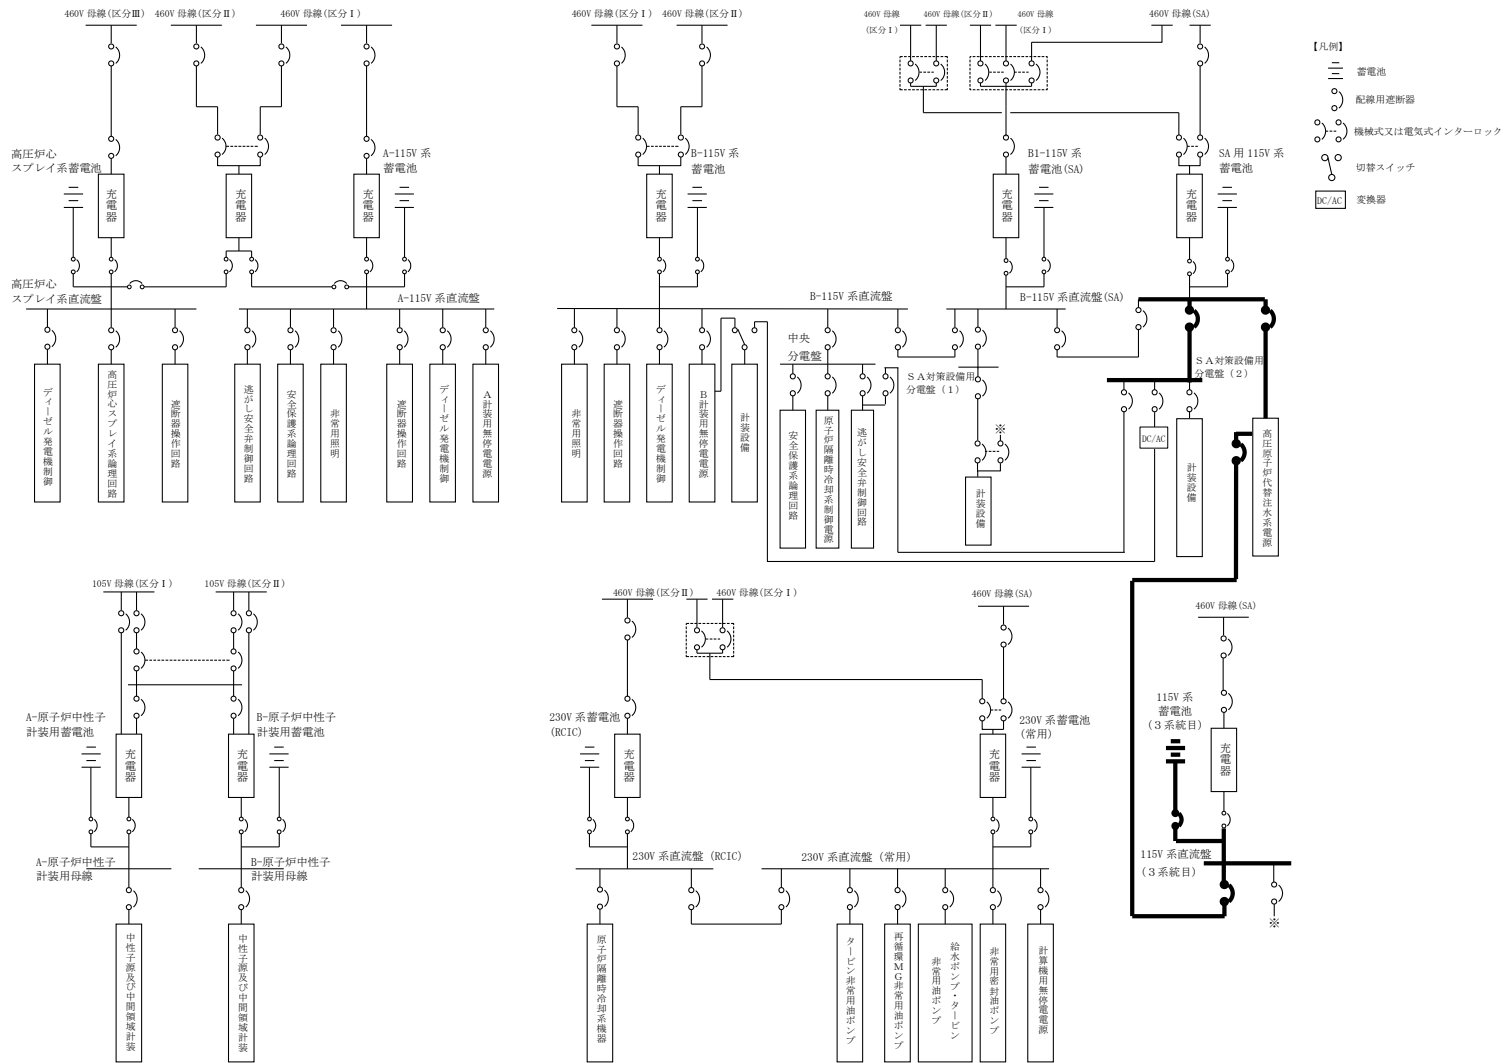 460V 母線(区分Ⅲ)
460V 母線(区分Ⅱ)
460V 母線(区分Ⅰ)
高圧炉心
スプレイ系蓄電池
A-115V 系
蓄電池
充電器
充電器
充電器
高圧炉心
スプレイ系直流盤
A-115V 系直流盤
ディーゼル発電機制御
高圧炉心スプレイ系論理回路
遮断器操作回路
逃がし安全弁制御回路
安全保護系論理回路
非常用照明
遮断器操作回路
ディーゼル発電機制御
A計装用無停電電源
460V 母線(区分Ⅰ)
460V 母線(区分Ⅱ)
B-115V 系
蓄電池
充電器
B-115V 系直流盤
非常用照明
遮断器操作回路
ディーゼル発電機制御
B計装用無停電電源
計装設備
中央
分電盤
安全保護系論理回路
原子炉隔離時冷却系制御電源
逃がし安全弁制御回路
460V 母線
(区分Ⅰ)
460V 母線(区分Ⅱ)
460V 母線
(区分Ⅰ)
460V 母線(SA)
B1-115V 系
蓄電池(SA)
充電器
SA 用 115V 系
蓄電池
充電器
B-115V 系直流盤(SA)
SA対策設備用
分電盤(1)
※
計装設備
SA対策設備用
分電盤(2)
DC/AC
計装設備
高圧原子炉代替注水系電源
【凡例】
蓄電池
配線用遮断器
機械式又は電気式インターロック
切替スイッチ
DC/AC
変換器
105V 母線(区分Ⅰ)
105V 母線(区分Ⅱ)
A-原子炉中性子
計装用蓄電池
充電器
B-原子炉中性子
計装用蓄電池
充電器
A-原子炉中性子
計装用母線
B-原子炉中性子
計装用母線
中性子源及び中間領域計装
中性子源及び中間領域計装
460V 母線(区分Ⅱ)
460V 母線(区分Ⅰ)
460V 母線(SA)
230V 系蓄電池
(RCIC)
充電器
230V 系蓄電池
(常用)
充電器
230V 系直流盤 (RCIC)
230V 系直流盤 (常用)
原子炉隔離時冷却系機器
タービン非常用油ポンプ
再循環MG非常用油ポンプ
給水ポンプ・タービン
非常用油ポンプ
非常用密封油ポンプ
計算機用無停電電源
460V 母線(SA)
115V 系
蓄電池
(3系統目)
充電器
115V 系直流盤
(3系統目)
※